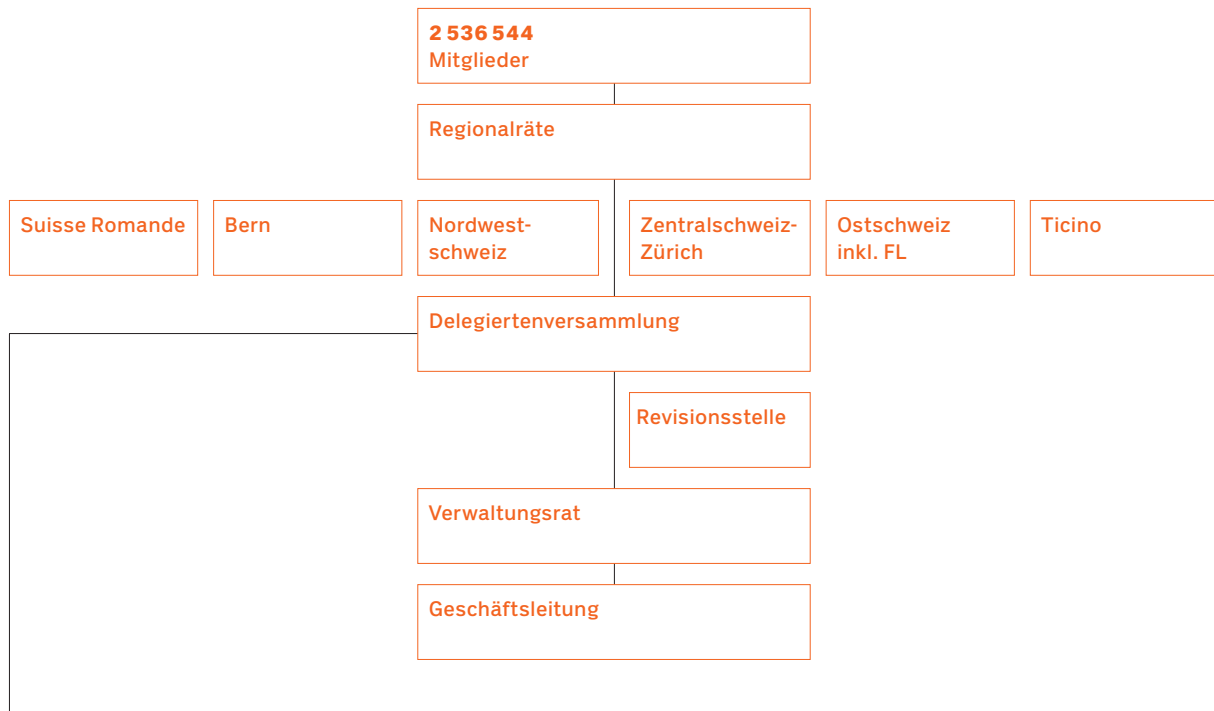 2 536 544
Mitglieder
Regionalräte
Suisse Romande
Bern
Nordwest-
schweiz
Zentralschweiz-
Zürich
Ostschweiz
inkl. FL
Ticino
Delegiertenversammlung
Revisionsstelle
Verwaltungsrat
Geschäftsleitung